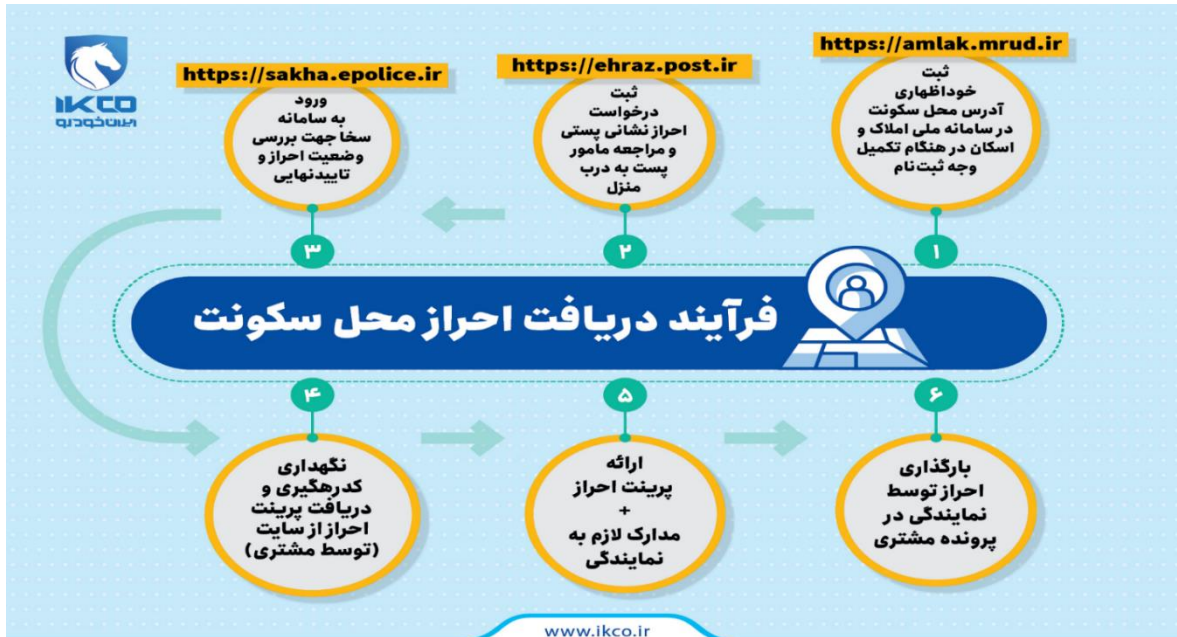 IKCO
ایران‌خودرو
https://amlak.mrud.ir
ثبت
خوداظهاری
آدرس محل سکونت
در سامانه ملی املاک و
اسکان در هنگام تکمیل
وجه ثبت‌نام
۱
https://ehraz.post.ir
ثبت
درخواست
احراز نشانی پستی
و مراجعه مامور
پست به درب
منزل
۲
https://sakha.epolice.ir
ورود
به سامانه
سخا جهت بررسی
وضعیت احراز و
تاییدنهایی
۳
فرآیند دریافت احراز محل سکونت
۴
نگهداری
کدرهگیری و
دریافت پرینت
احراز از سایت
(توسط مشتری)
۵
ارائه
پرینت احراز
+
مدارک لازم به
نمایندگی
۶
بارگذاری
احراز توسط
نمایندگی در
پرونده مشتری
www.ikco.ir